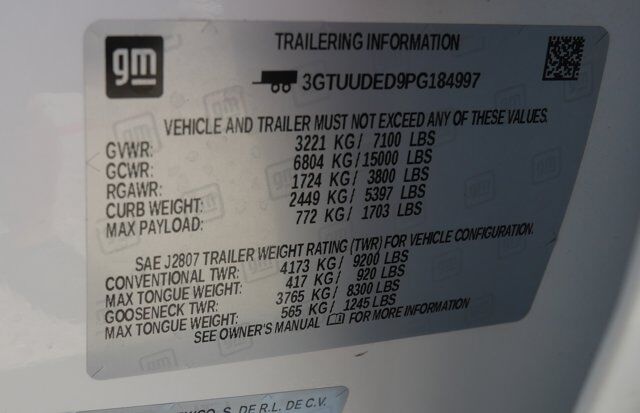 gm
TRAILERING INFORMATION
3GTUUDED9PG184997
VEHICLE AND TRAILER MUST NOT EXCEED ANY OF THESE VALUES.
GVWR: 3221 KG/ 7100 LBS
GCWR: 6804 KG/15000 LBS
RGAWR: 1724 KG/ 3800 LBS
CURB WEIGHT: 2449 KG/ 5397 LBS
MAX PAYLOAD: 772 KG/ 1703 LBS
SAE J2807 TRAILER WEIGHT RATING (TWR) FOR VEHICLE CONFIGURATION.
CONVENTIONAL TWR: 4173 KG/ 9200 LBS
MAX TONGUE WEIGHT: 417 KG/ 920 LBS
GOOSENECK TWR: 3765 KG/ 8300 LBS
MAX TONGUE WEIGHT: 565 KG/ 1245 LBS
SEE OWNER'S MANUAL FOR MORE INFORMATION
S. DE R.L. DE C.V.